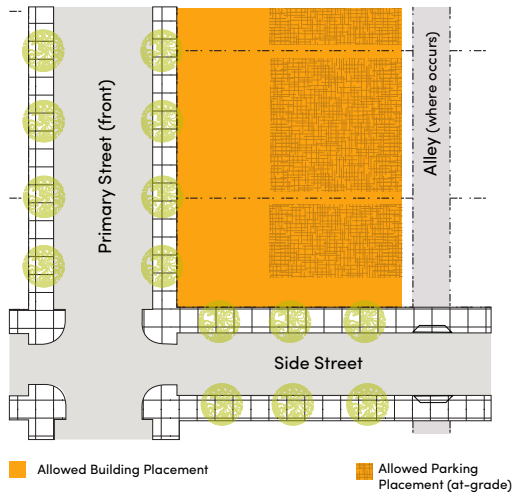 Primary Street (front)
Alley (where occurs)
Side Street
Allowed Building Placement
Allowed Parking
Placement (at-grade)